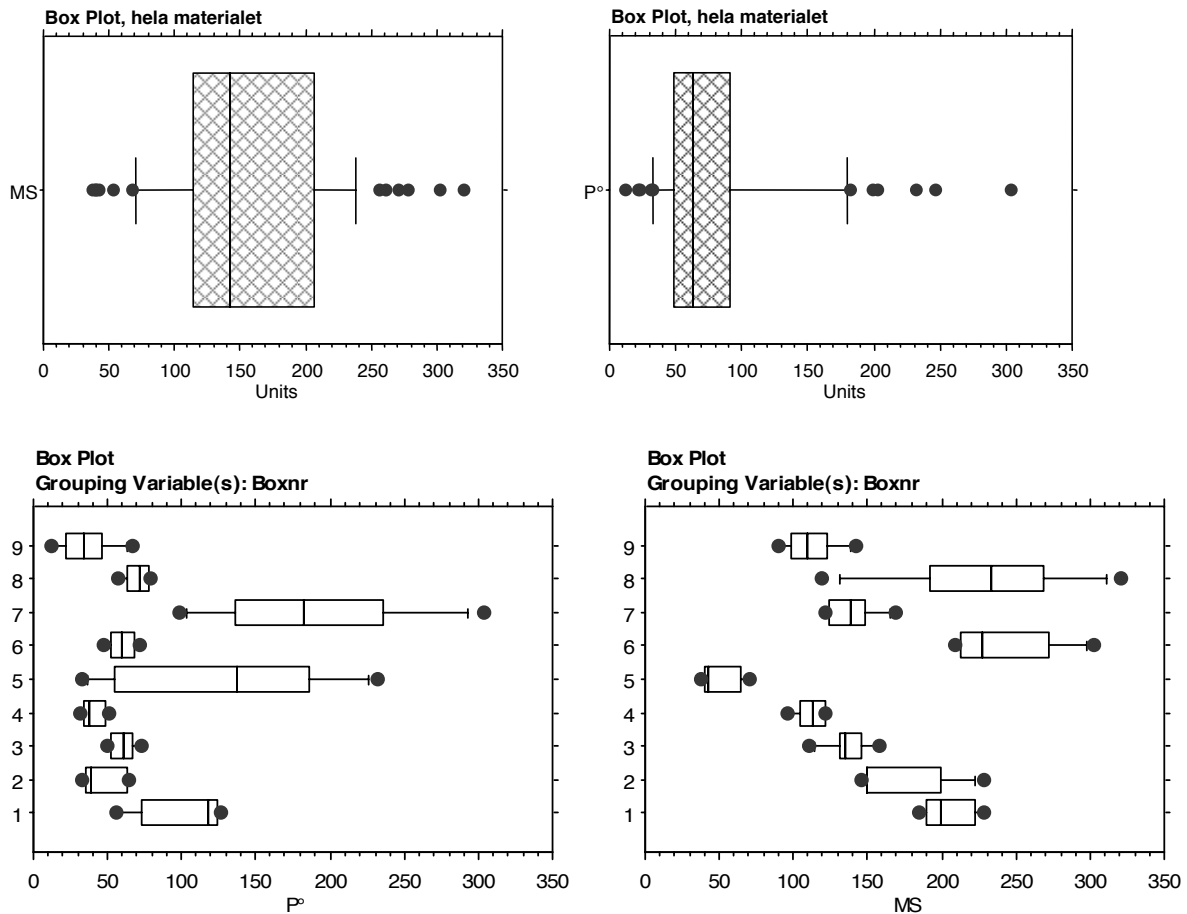 Box Plot, hela materialet
MS
0 50 100 150 200 250 300 350
Units
Box Plot, hela materialet
P°
0 50 100 150 200 250 300 350
Units
Box Plot
Grouping Variable(s): Boxnr
9
8
7
6
5
4
3
2
1
0 50 100 150 200 250 300 350
P°
Box Plot
Grouping Variable(s): Boxnr
9
8
7
6
5
4
3
2
1
0 50 100 150 200 250 300 350
MS